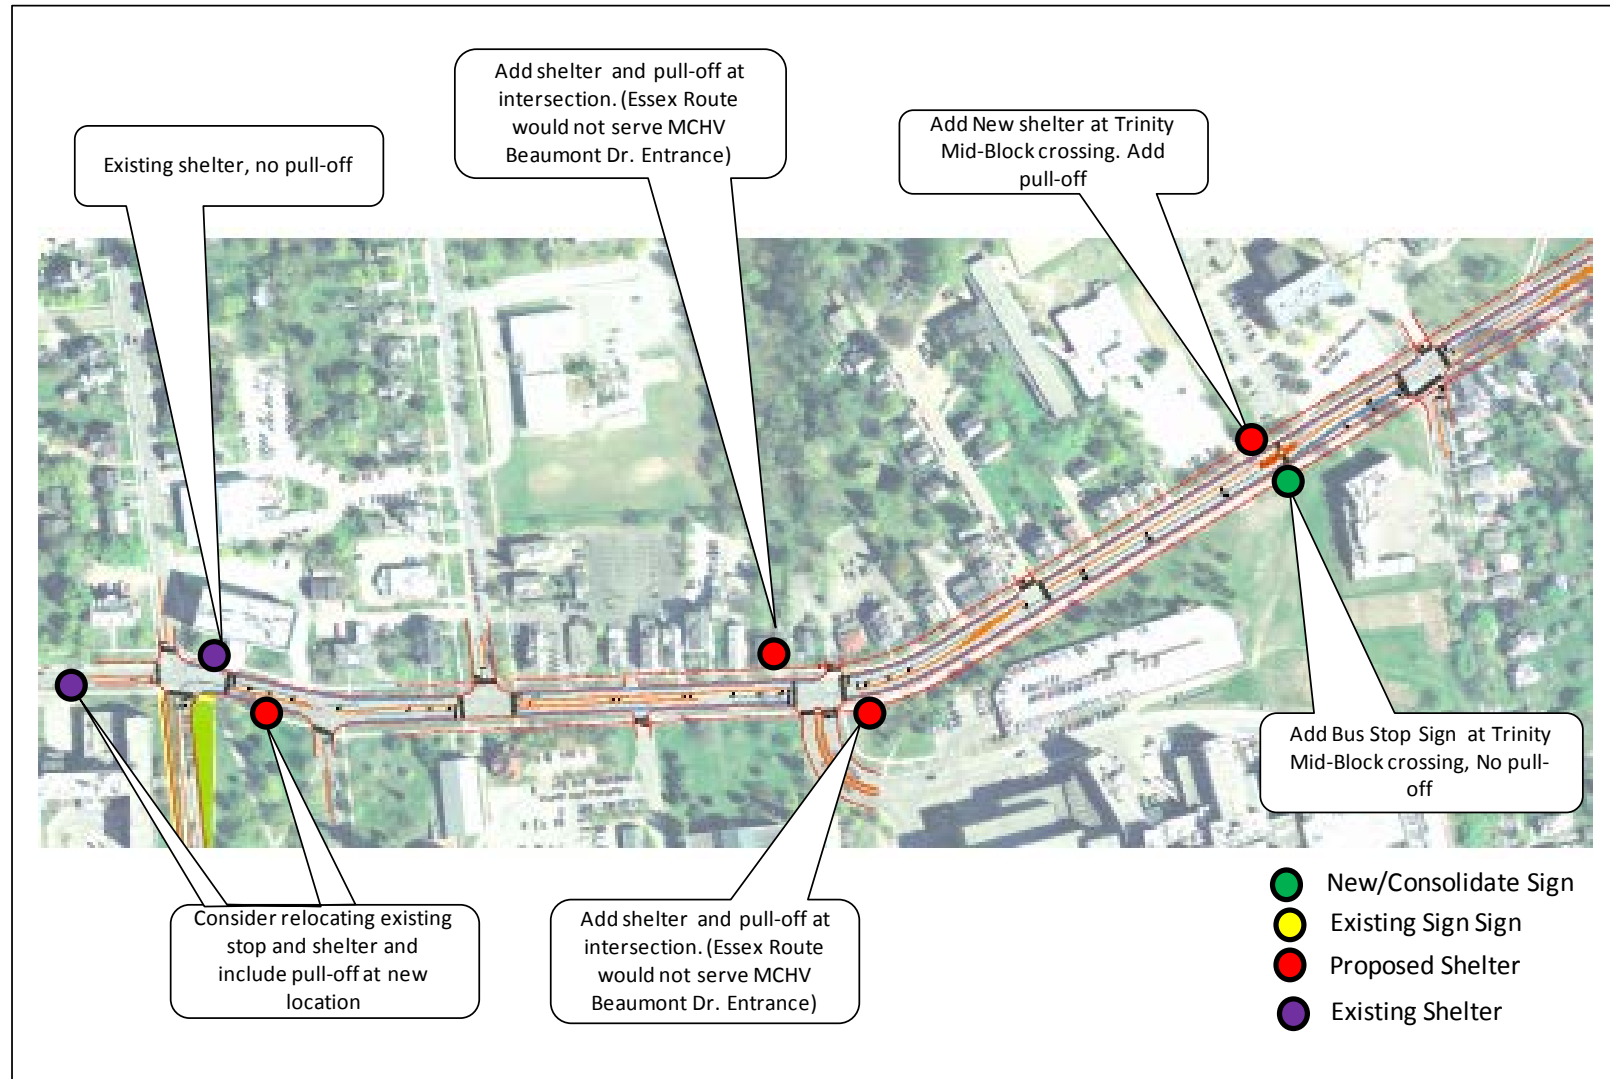 Add shelter and pull-off at
intersection. (Essex Route
would not serve MCHV
Beaumont Dr. Entrance)
Existing shelter, no pull-off
Add New shelter at Trinity
Mid-Block crossing. Add
pull-off
Add Bus Stop Sign at Trinity
Mid-Block crossing, No pull-
off
Consider relocating existing
stop and shelter and
include pull-off at new
location
Add shelter and pull-off at
intersection. (Essex Route
would not serve MCHV
Beaumont Dr. Entrance)
New/Consolidate Sign
Existing Sign Sign
Proposed Shelter
Existing Shelter